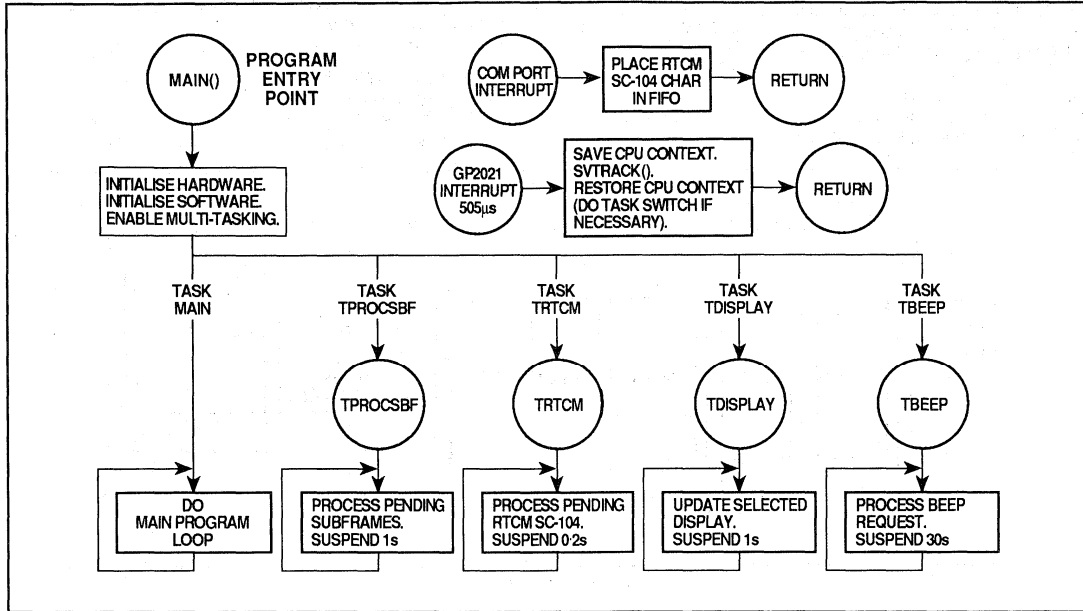 MAIN()
PROGRAM
ENTRY
POINT
COM PORT
INTERRUPT
PLACE RTCM
SC-104 CHAR
IN FIFO
RETURN
INITIALISE HARDWARE.
INITIALISE SOFTWARE.
ENABLE MULTI-TASKING.
GP2021
INTERRUPT
505µs
SAVE CPU CONTEXT.
SVTRACK().
RESTORE CPU CONTEXT
(DO TASK SWITCH IF
NECESSARY).
RETURN
TASK
MAIN
TASK
TPROCSBF
TASK
TRTCM
TASK
TDISPLAY
TASK
TBEEP
TPROCSBF
TRTCM
TDISPLAY
TBEEP
DO
MAIN PROGRAM
LOOP
PROCESS PENDING
SUBFRAMES.
SUSPEND 1s
PROCESS PENDING
RTCM SC-104.
SUSPEND 0·2s
UPDATE SELECTED
DISPLAY.
SUSPEND 1s
PROCESS BEEP
REQUEST.
SUSPEND 30s